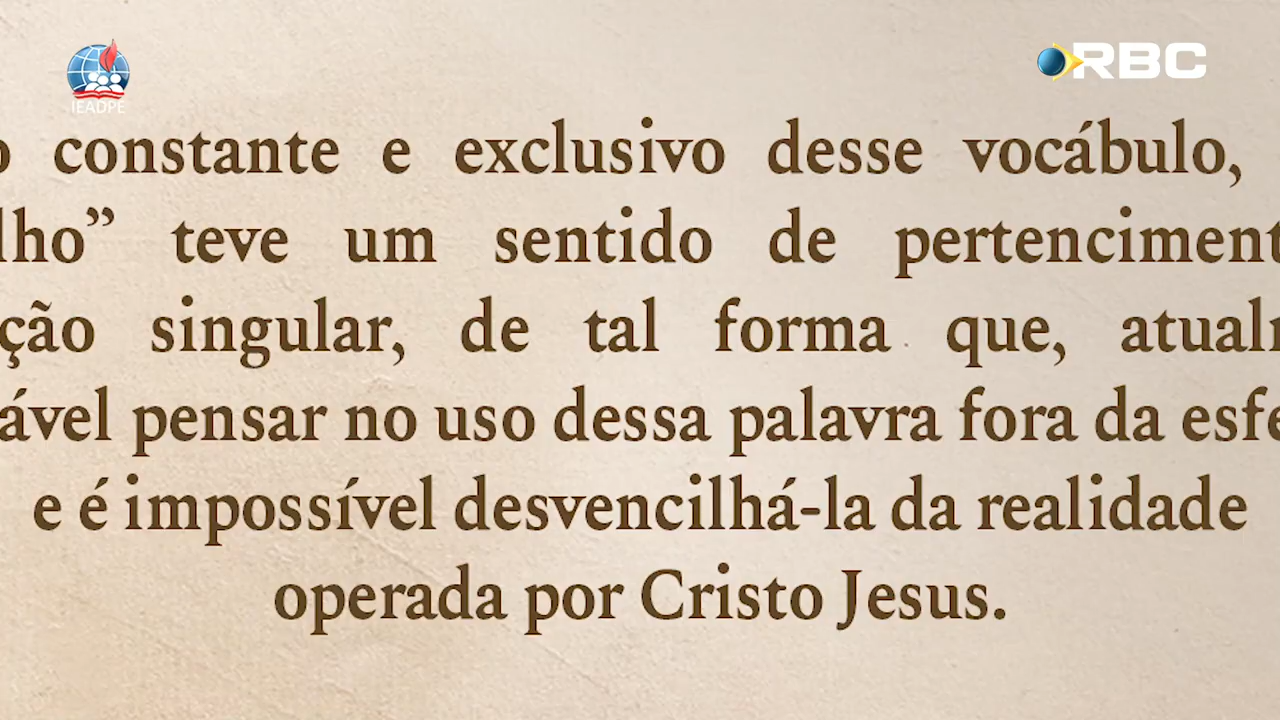 IEADPE
RBC
o constante e exclusivo desse vocábulo,
lho” teve um sentido de pertenciment
ção singular, de tal forma que, atual
ável pensar no uso dessa palavra fora da esfe
e é impossível desvencilhá-la da realidade
operada por Cristo Jesus.